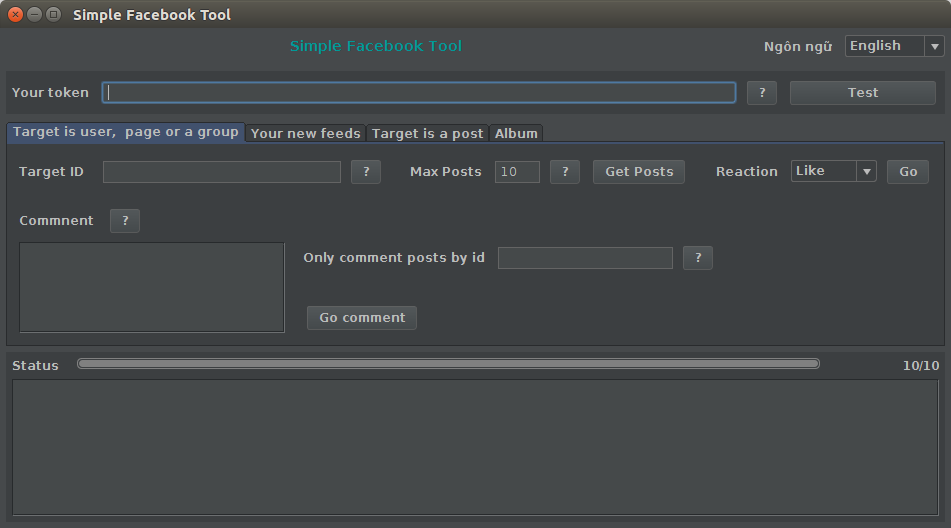 Simple Facebook Tool
Simple Facebook Tool
Ngôn ngữ English
Your token ? Test
Target is user, page or a group Your new feeds Target is a post Album
Target ID ? Max Posts 10 ? Get Posts Reaction Like Go
Commnent ?
Only comment posts by id ?
Go comment
Status 10/10